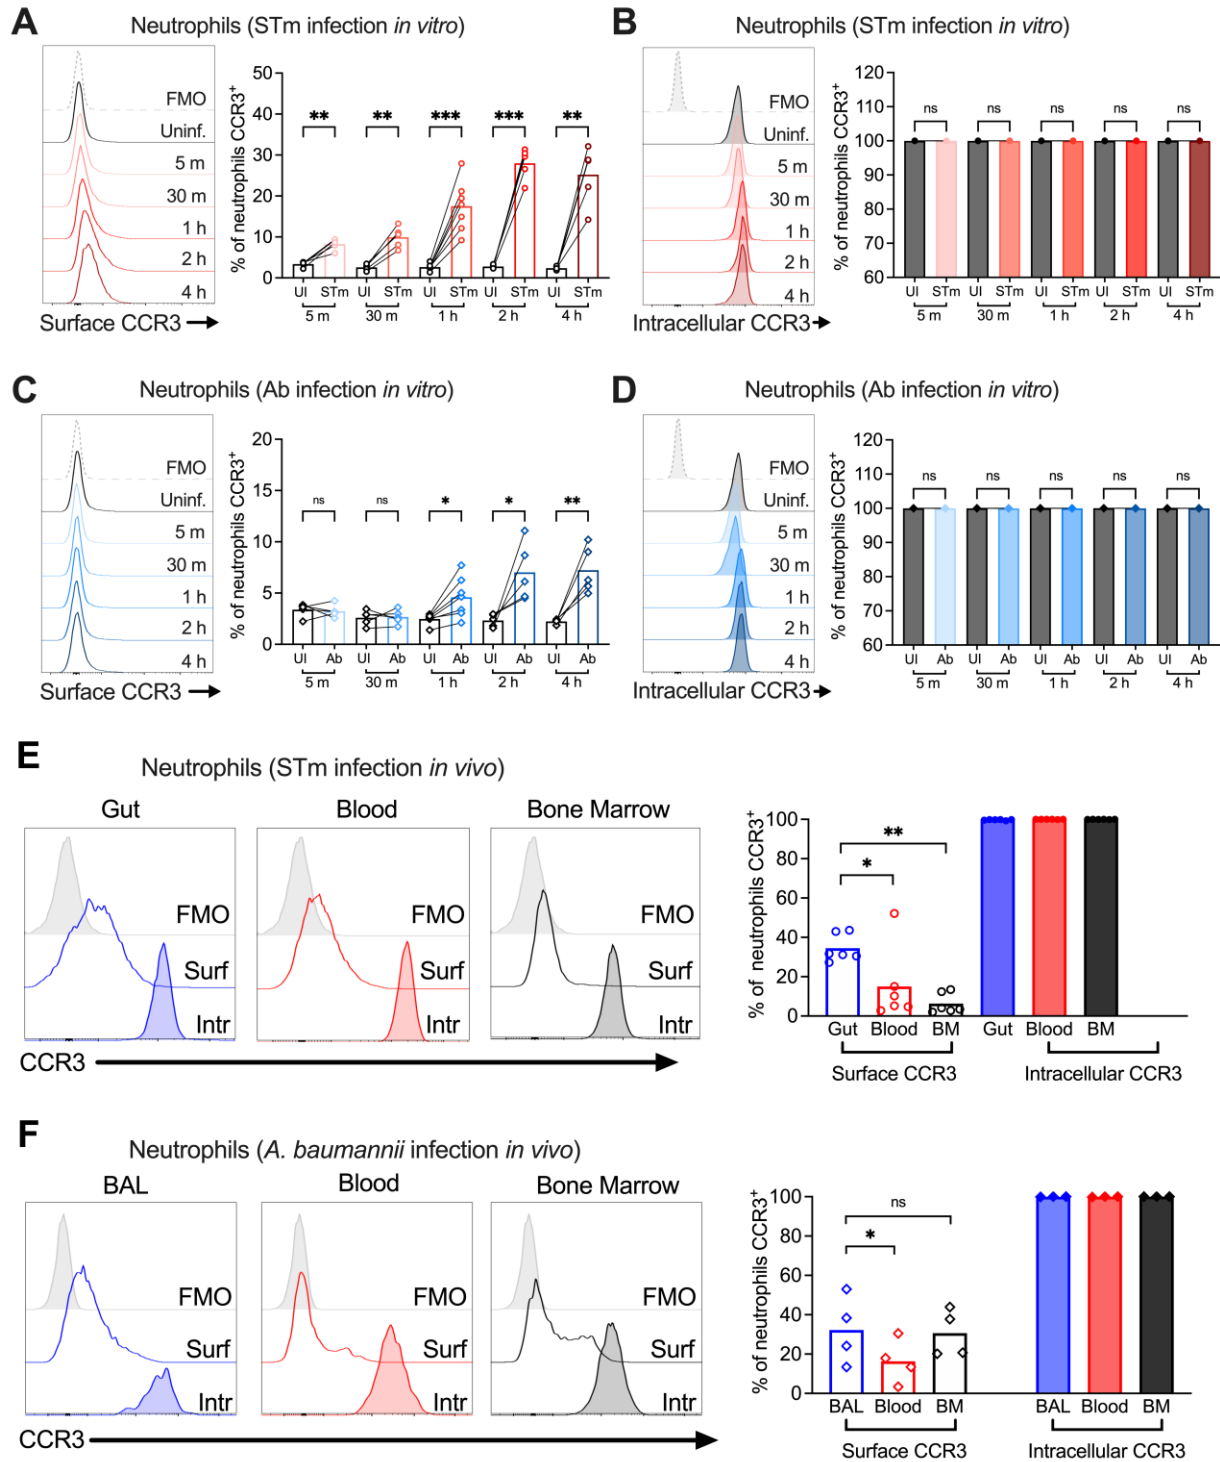 A
Neutrophils (STm infection in vitro)
FMO
Uninf.
5 m
30 m
1 h
2 h
4 h
Surface CCR3
% of neutrophils CCR3+
50
40
30
20
10
0
** ** *** *** **
UI STm UI STm UI STm UI STm UI STm
5 m 30 m 1 h 2 h 4 h
B
Neutrophils (STm infection in vitro)
FMO
Uninf.
5 m
30 m
1 h
2 h
4 h
Intracellular CCR3
% of neutrophils CCR3+
120
110
100
90
80
70
60
ns ns ns ns ns
UI STm UI STm UI STm UI STm UI STm
5 m 30 m 1 h 2 h 4 h
C
Neutrophils (Ab infection in vitro)
FMO
Uninf.
5 m
30 m
1 h
2 h
4 h
Surface CCR3
% of neutrophils CCR3+
20
15
10
5
0
ns ns * * **
UI Ab UI Ab UI Ab UI Ab UI Ab
5 m 30 m 1 h 2 h 4 h
D
Neutrophils (Ab infection in vitro)
FMO
Uninf.
5 m
30 m
1 h
2 h
4 h
Intracellular CCR3
% of neutrophils CCR3+
120
110
100
90
80
70
60
ns ns ns ns ns
UI Ab UI Ab UI Ab UI Ab UI Ab
5 m 30 m 1 h 2 h 4 h
E
Neutrophils (STm infection in vivo)
Gut Blood Bone Marrow
FMO FMO FMO
Surf Surf Surf
Intr Intr Intr
CCR3
% of neutrophils CCR3+
100
80
60
40
20
0
**
*
Gut Blood BM Gut Blood BM
Surface CCR3 Intracellular CCR3
F
Neutrophils (A. baumannii infection in vivo)
BAL Blood Bone Marrow
FMO FMO FMO
Surf Surf Surf
Intr Intr Intr
CCR3
% of neutrophils CCR3+
100
80
60
40
20
0
ns
*
BAL Blood BM BAL Blood BM
Surface CCR3 Intracellular CCR3